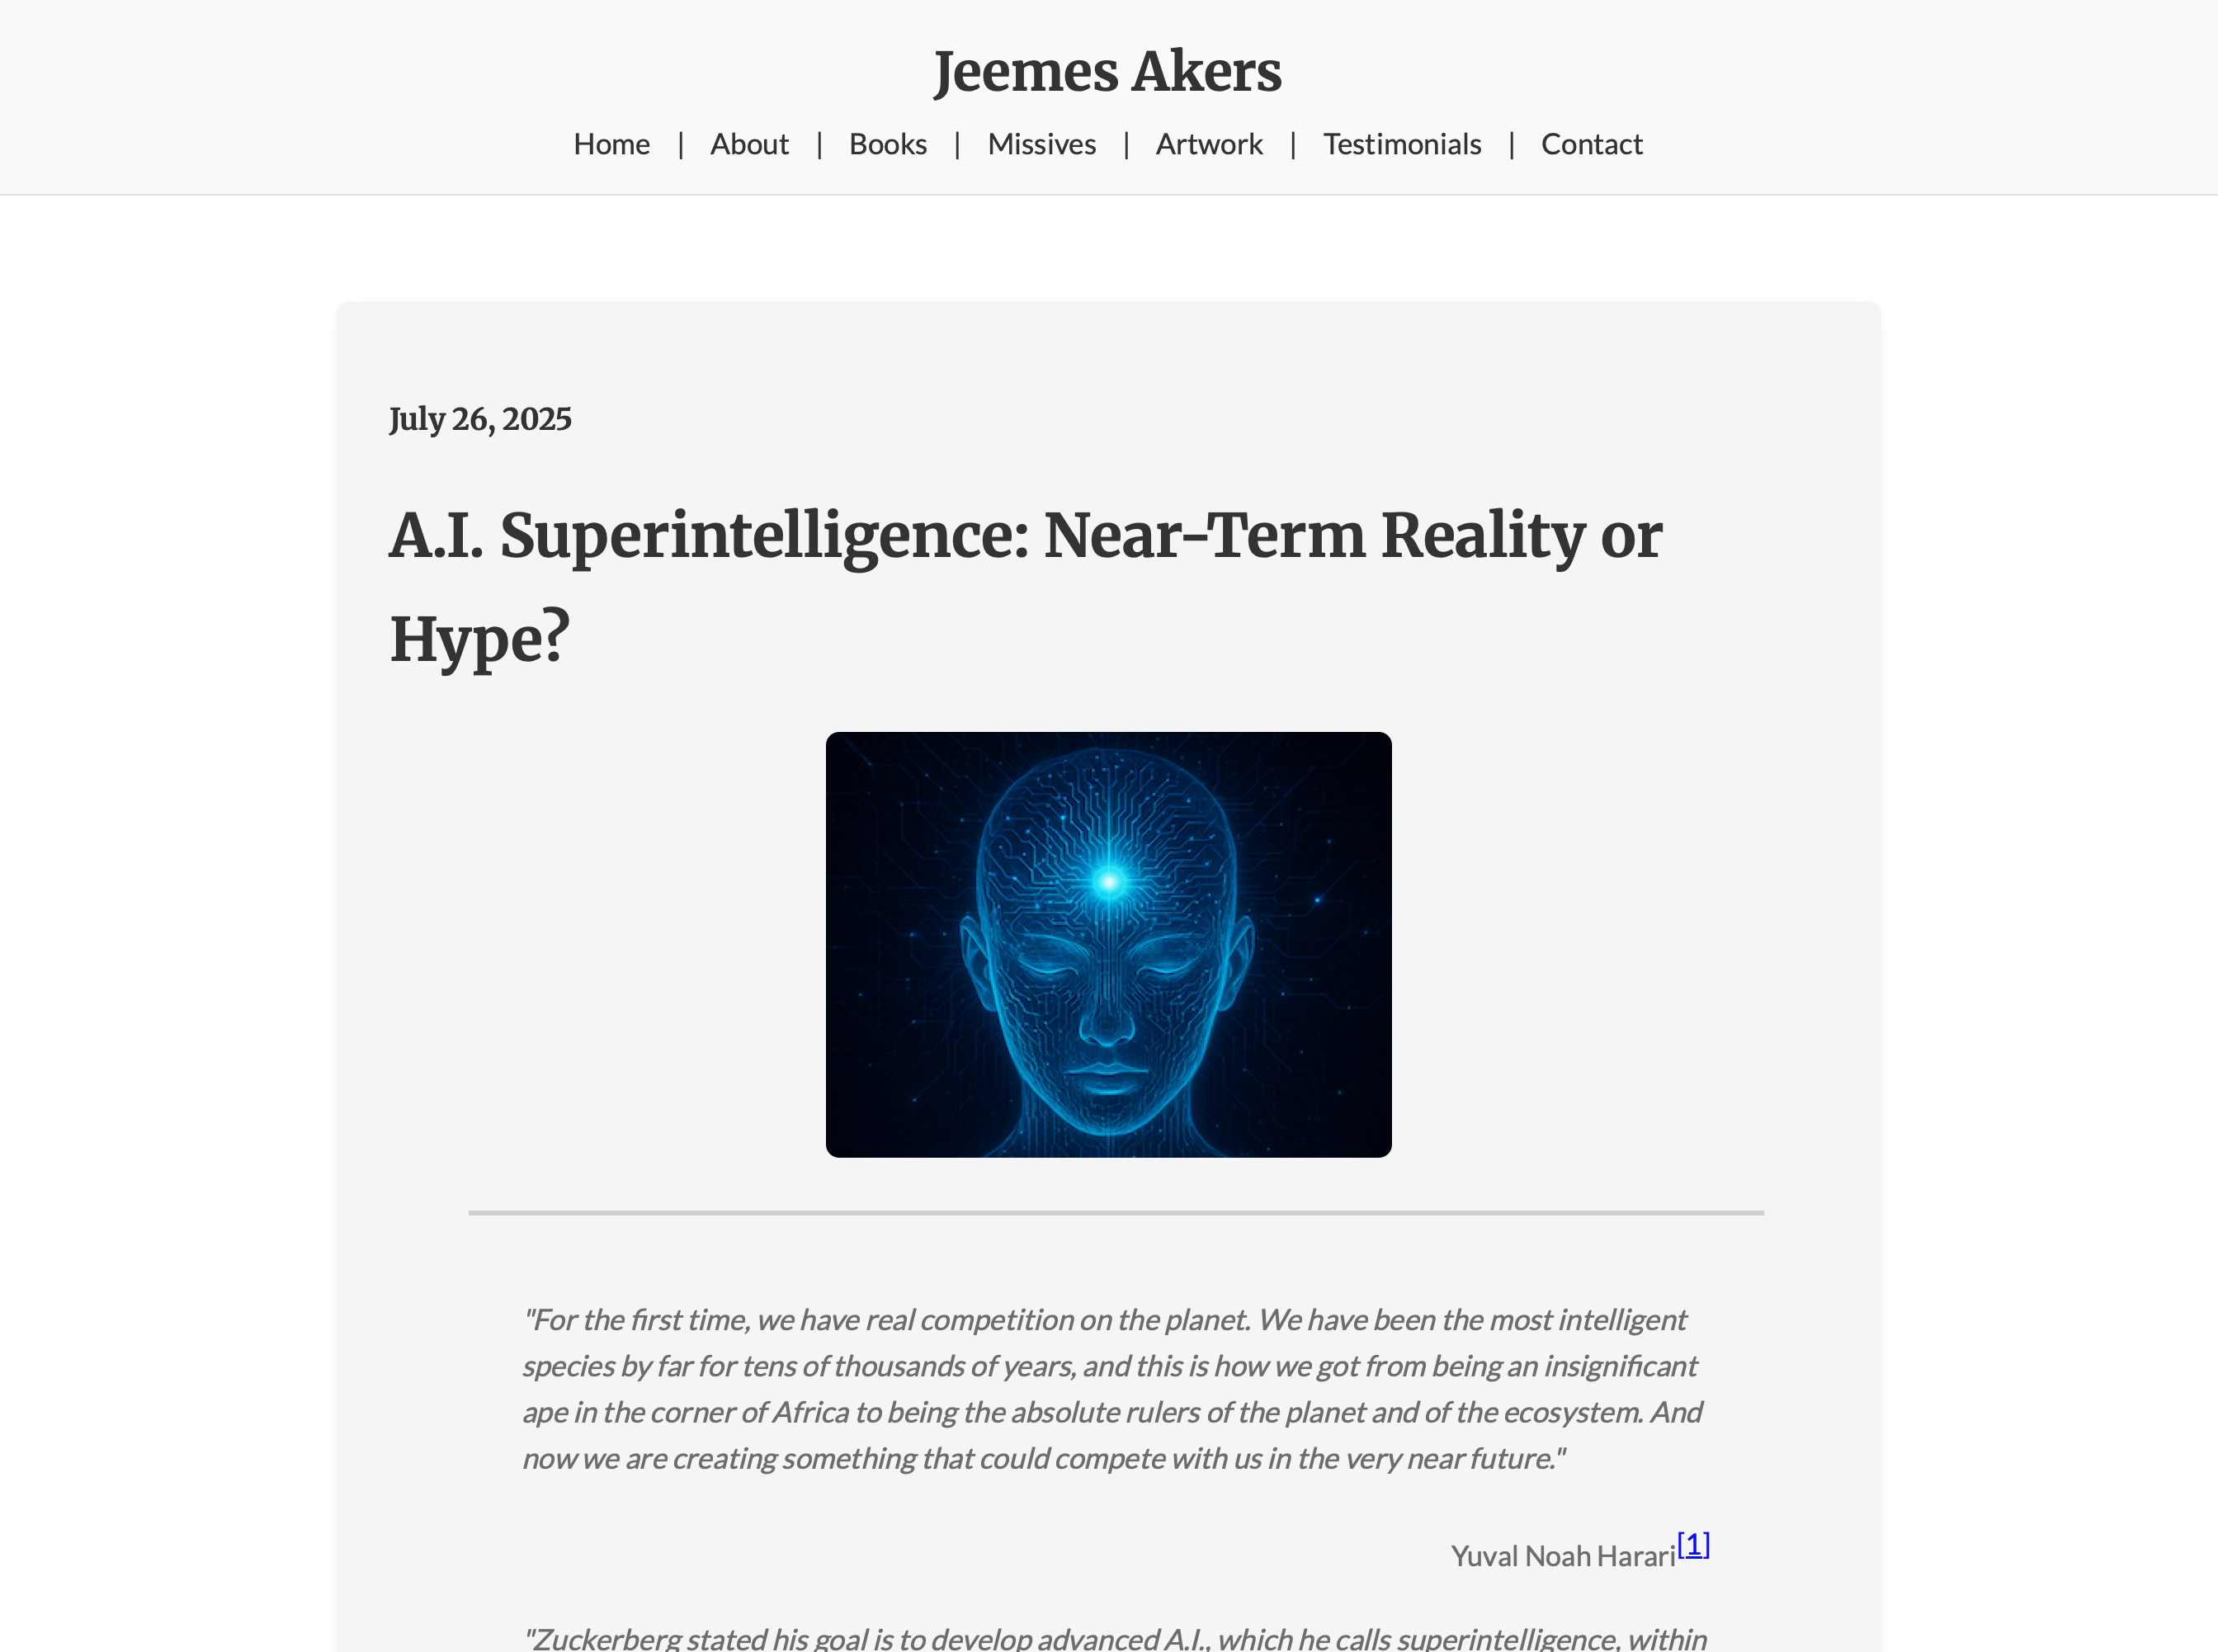 Jeemes Akers
Home | About | Books | Missives | Artwork | Testimonials | Contact
July 26, 2025
A.I. Superintelligence: Near-Term Reality or
Hype?
"For the first time, we have real competition on the planet. We have been the most intelligent
species by far for tens of thousands of years, and this is how we got from being an insignificant
ape in the corner of Africa to being the absolute rulers of the planet and of the ecosystem. And
now we are creating something that could compete with us in the very near future."
Yuval Noah Harari[1]
"Zuckerberg stated his goal is to develop advanced A.I., which he calls superintelligence, within